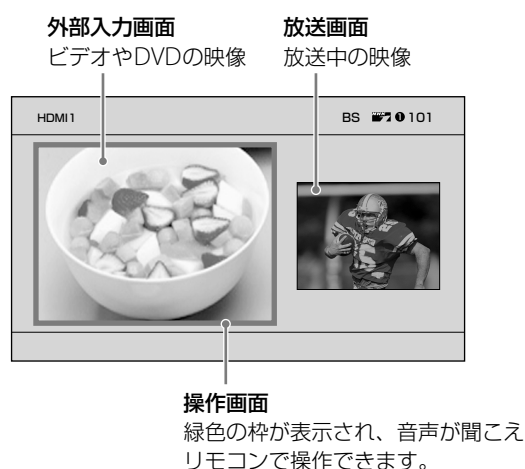 外部入力画面
ビデオやDVDの映像
放送画面
放送中の映像
HDMI1
BS ❶101
操作画面
緑色の枠が表示され、音声が聞こえ
リモコンで操作できます。